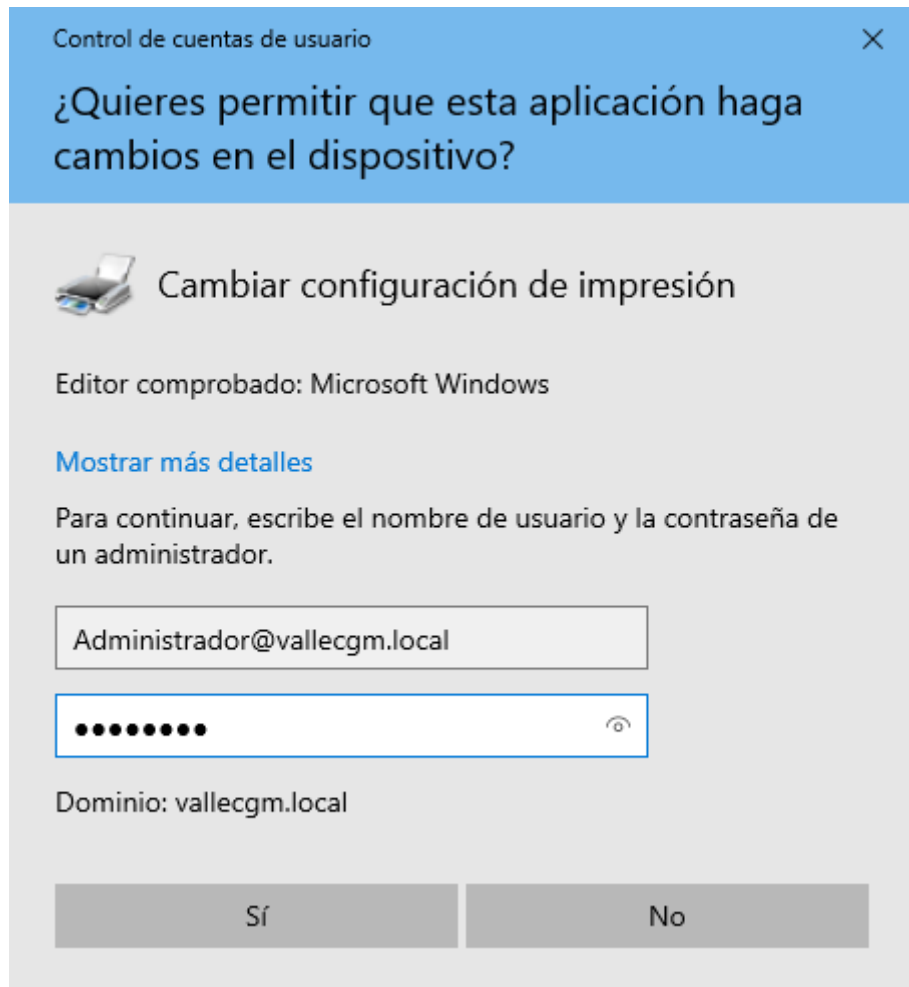 Control de cuentas de usuario
¿Quieres permitir que esta aplicación haga
cambios en el dispositivo?
Cambiar configuración de impresión
Editor comprobado: Microsoft Windows
Mostrar más detalles
Para continuar, escribe el nombre de usuario y la contraseña de
un administrador.
Administrador@vallecgm.local
●●●●●●●●
Dominio: vallecgm.local
Sí
No